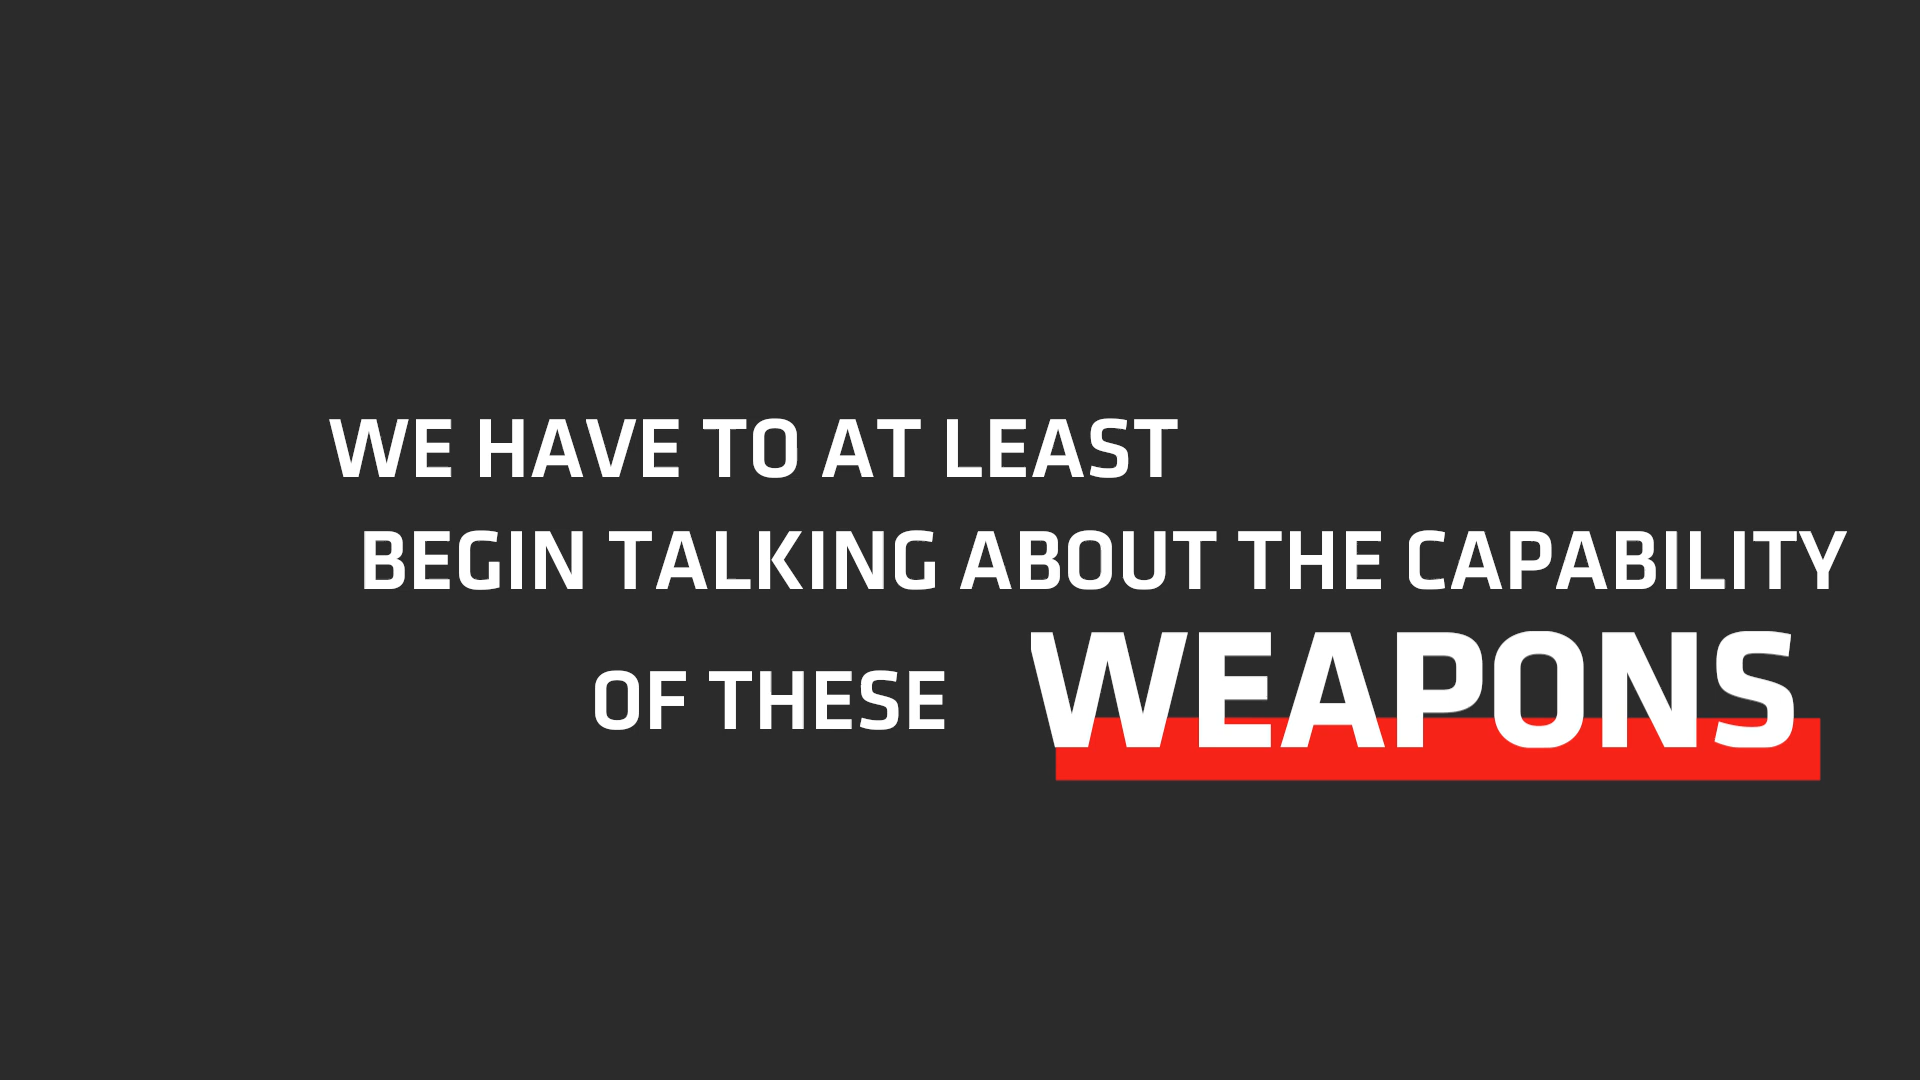 WE HAVE TO AT LEAST
BEGIN TALKING ABOUT THE CAPABILITY
OF THESE WEAPONS